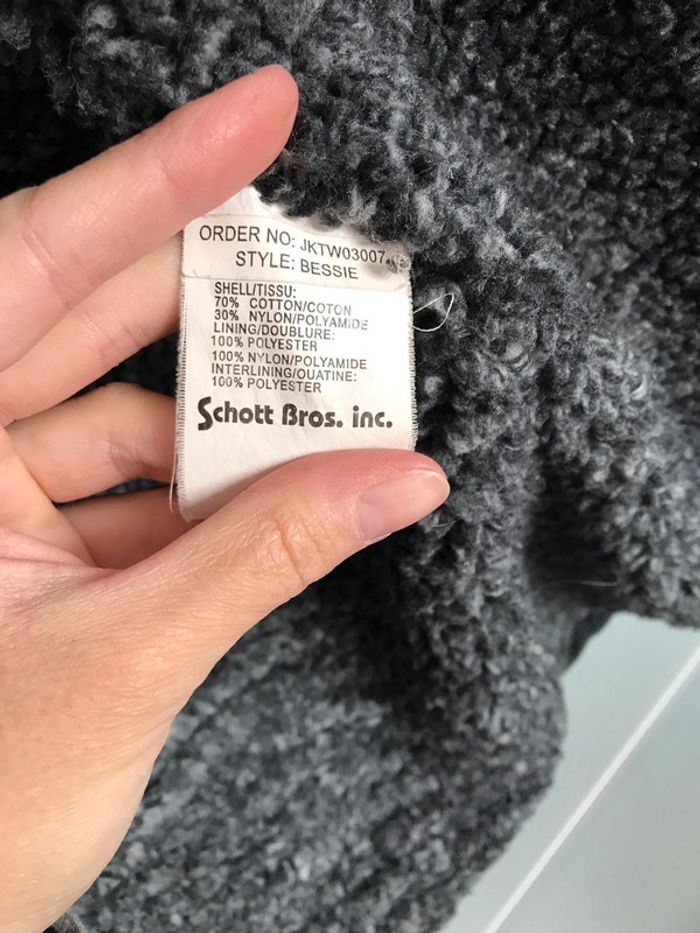 ORDER NO: JKTW03007
STYLE: BESSIE
SHELL/TISSU:
70% COTTON/COTON
30% NYLON/POLYAMIDE
LINING/DOUBLURE:
100% POLYESTER
100% NYLON/POLYAMIDE
INTERLINING/OUATINE:
100% POLYESTER
Schott Bros. inc.